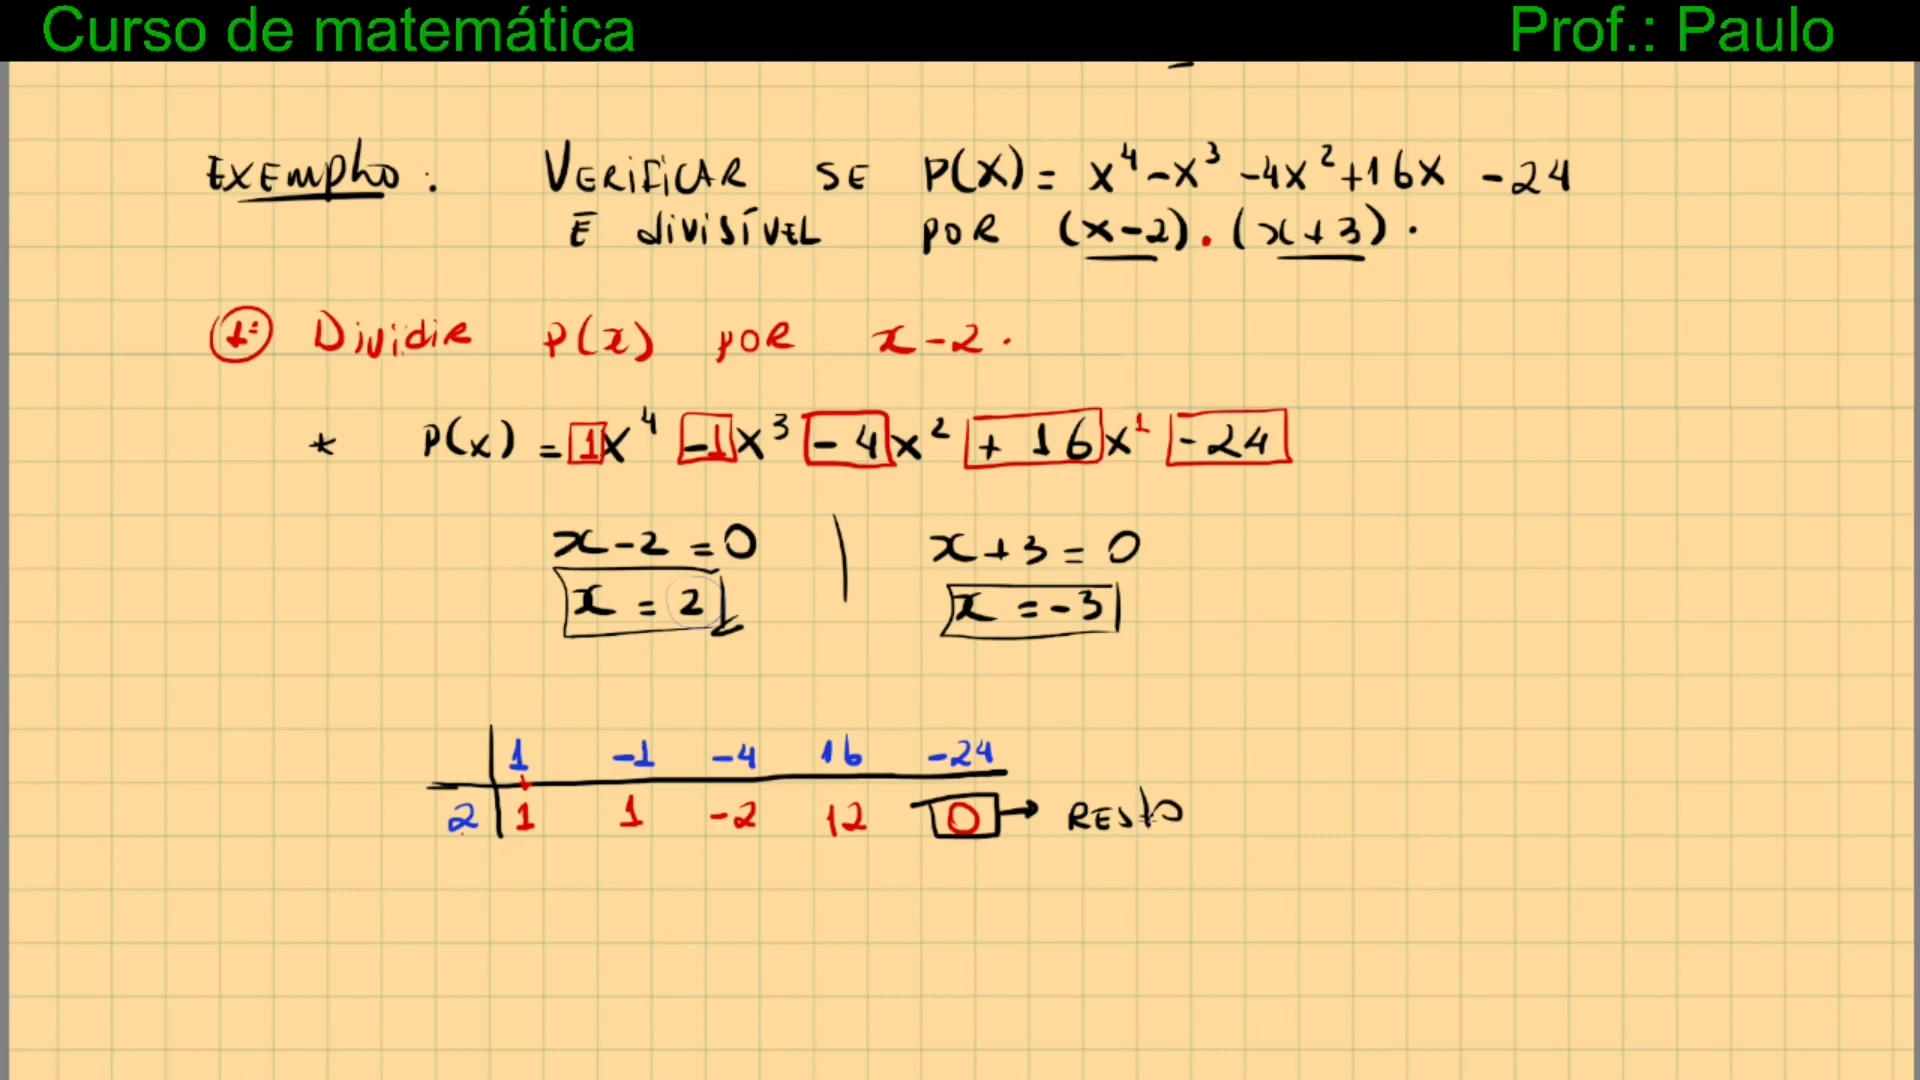 Curso de matemática Prof.: Paulo
EXEMplo: VERIFICAR SE P(X) = X⁴-X³-4X²+16X -24
E divisível POR (x-2).(x+3).
1º Dividir P(x) por x-2.
* P(x) = 1X⁴ -1X³ - 4X² + 16X¹ - 24
x-2=0 | x+3=0
x = 2 x = -3
1 -1 -4 16 -24
2 1 1 -2 12 0 → RESTO